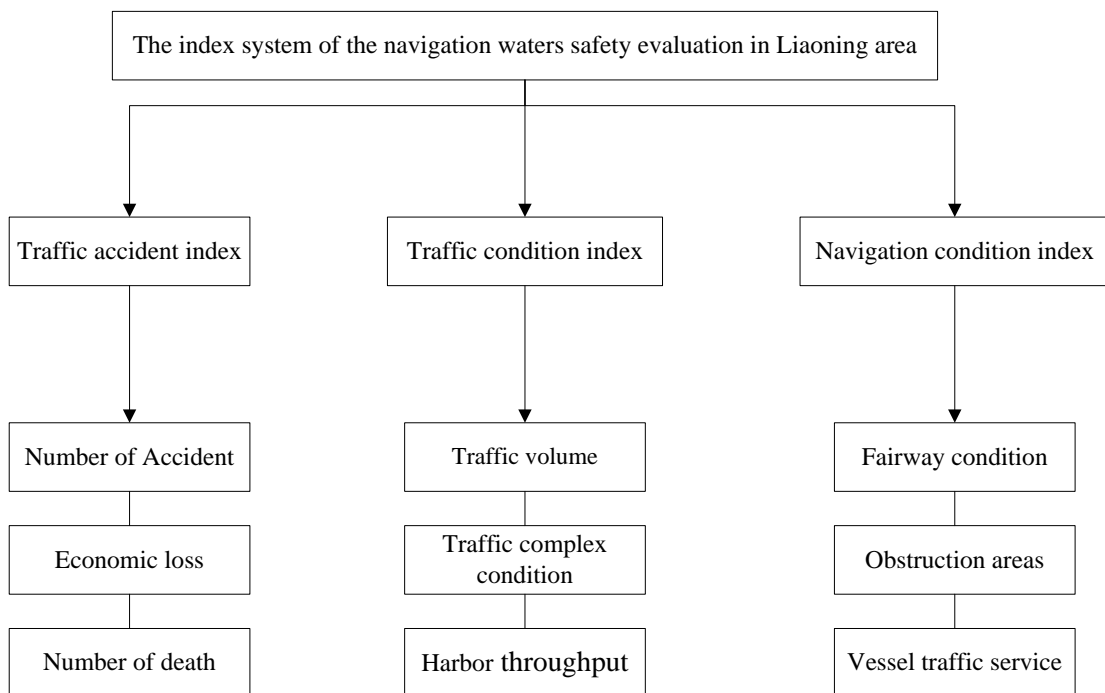 The index system of the navigation waters safety evaluation in Liaoning area
Traffic accident index
Traffic condition index
Navigation condition index
Number of Accident
Traffic volume
Fairway condition
Economic loss
Traffic complex
condition
Obstruction areas
Number of death
Harbor throughput
Vessel traffic service